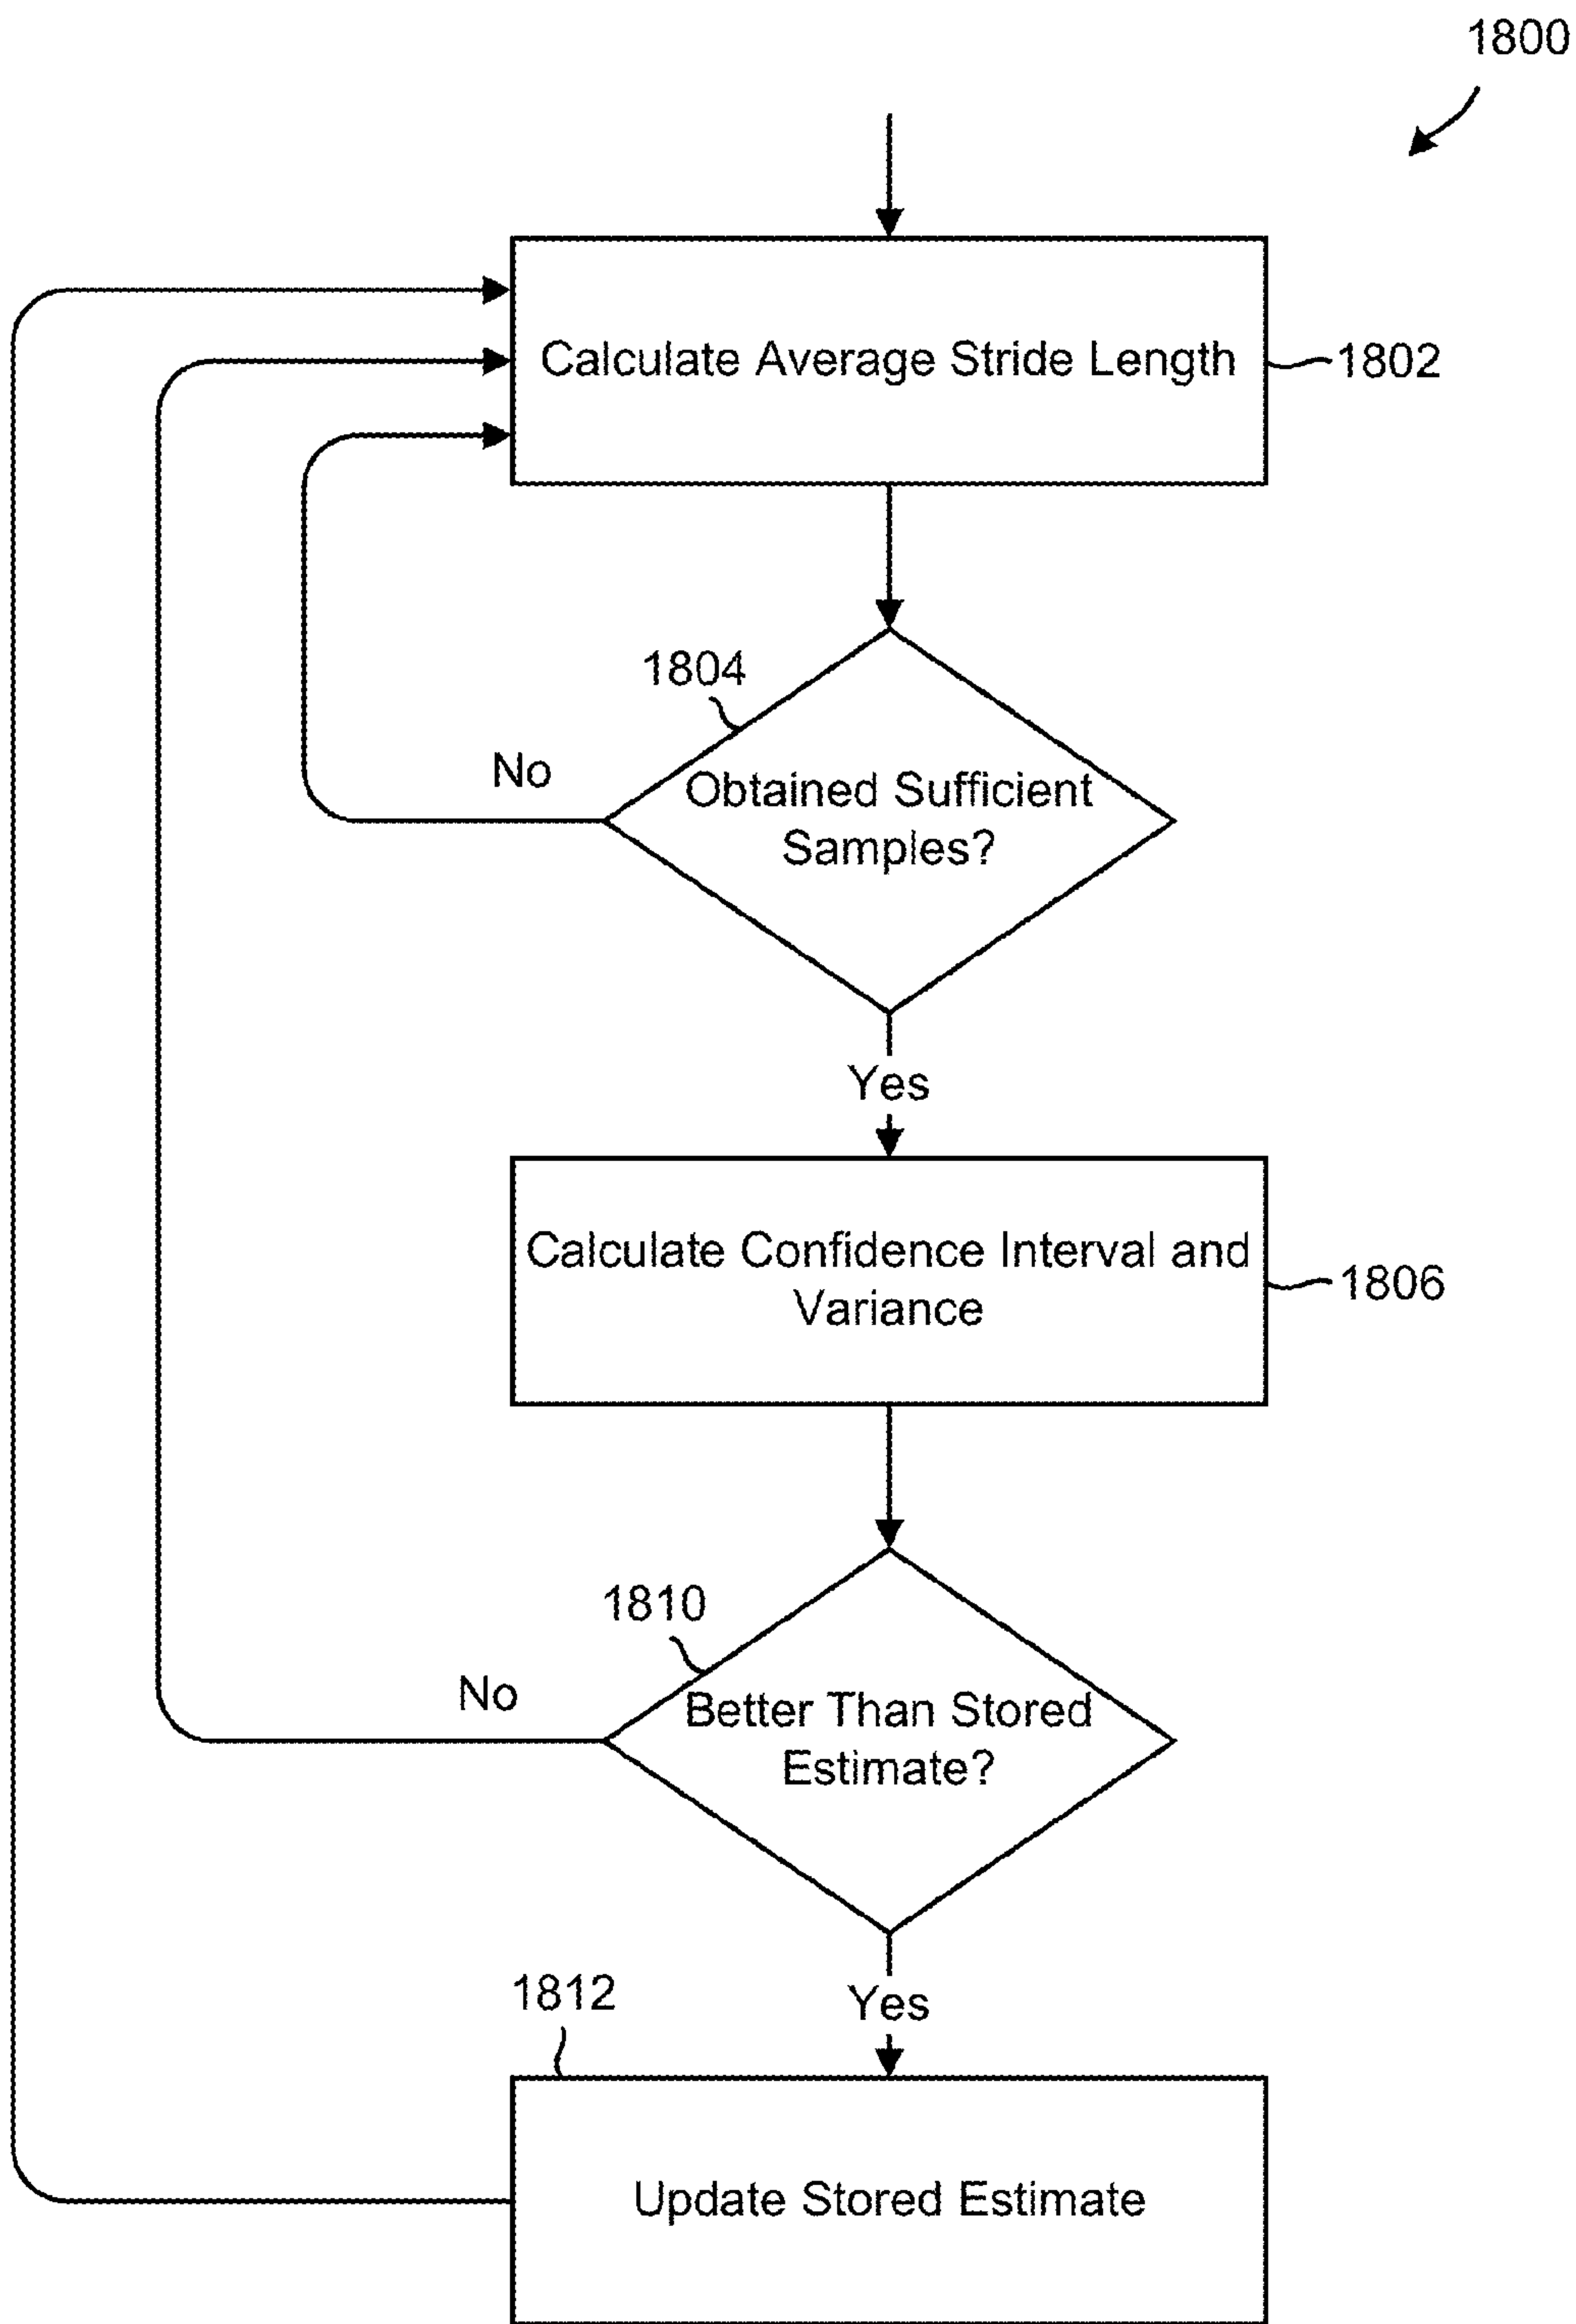 1800
Calculate Average Stride Length
1802
1804
No
Obtained Sufficient
Samples?
Yes
Calculate Confidence Interval and
Variance
1806
1810
No
Better Than Stored
Estimate?
Yes
1812
Update Stored Estimate